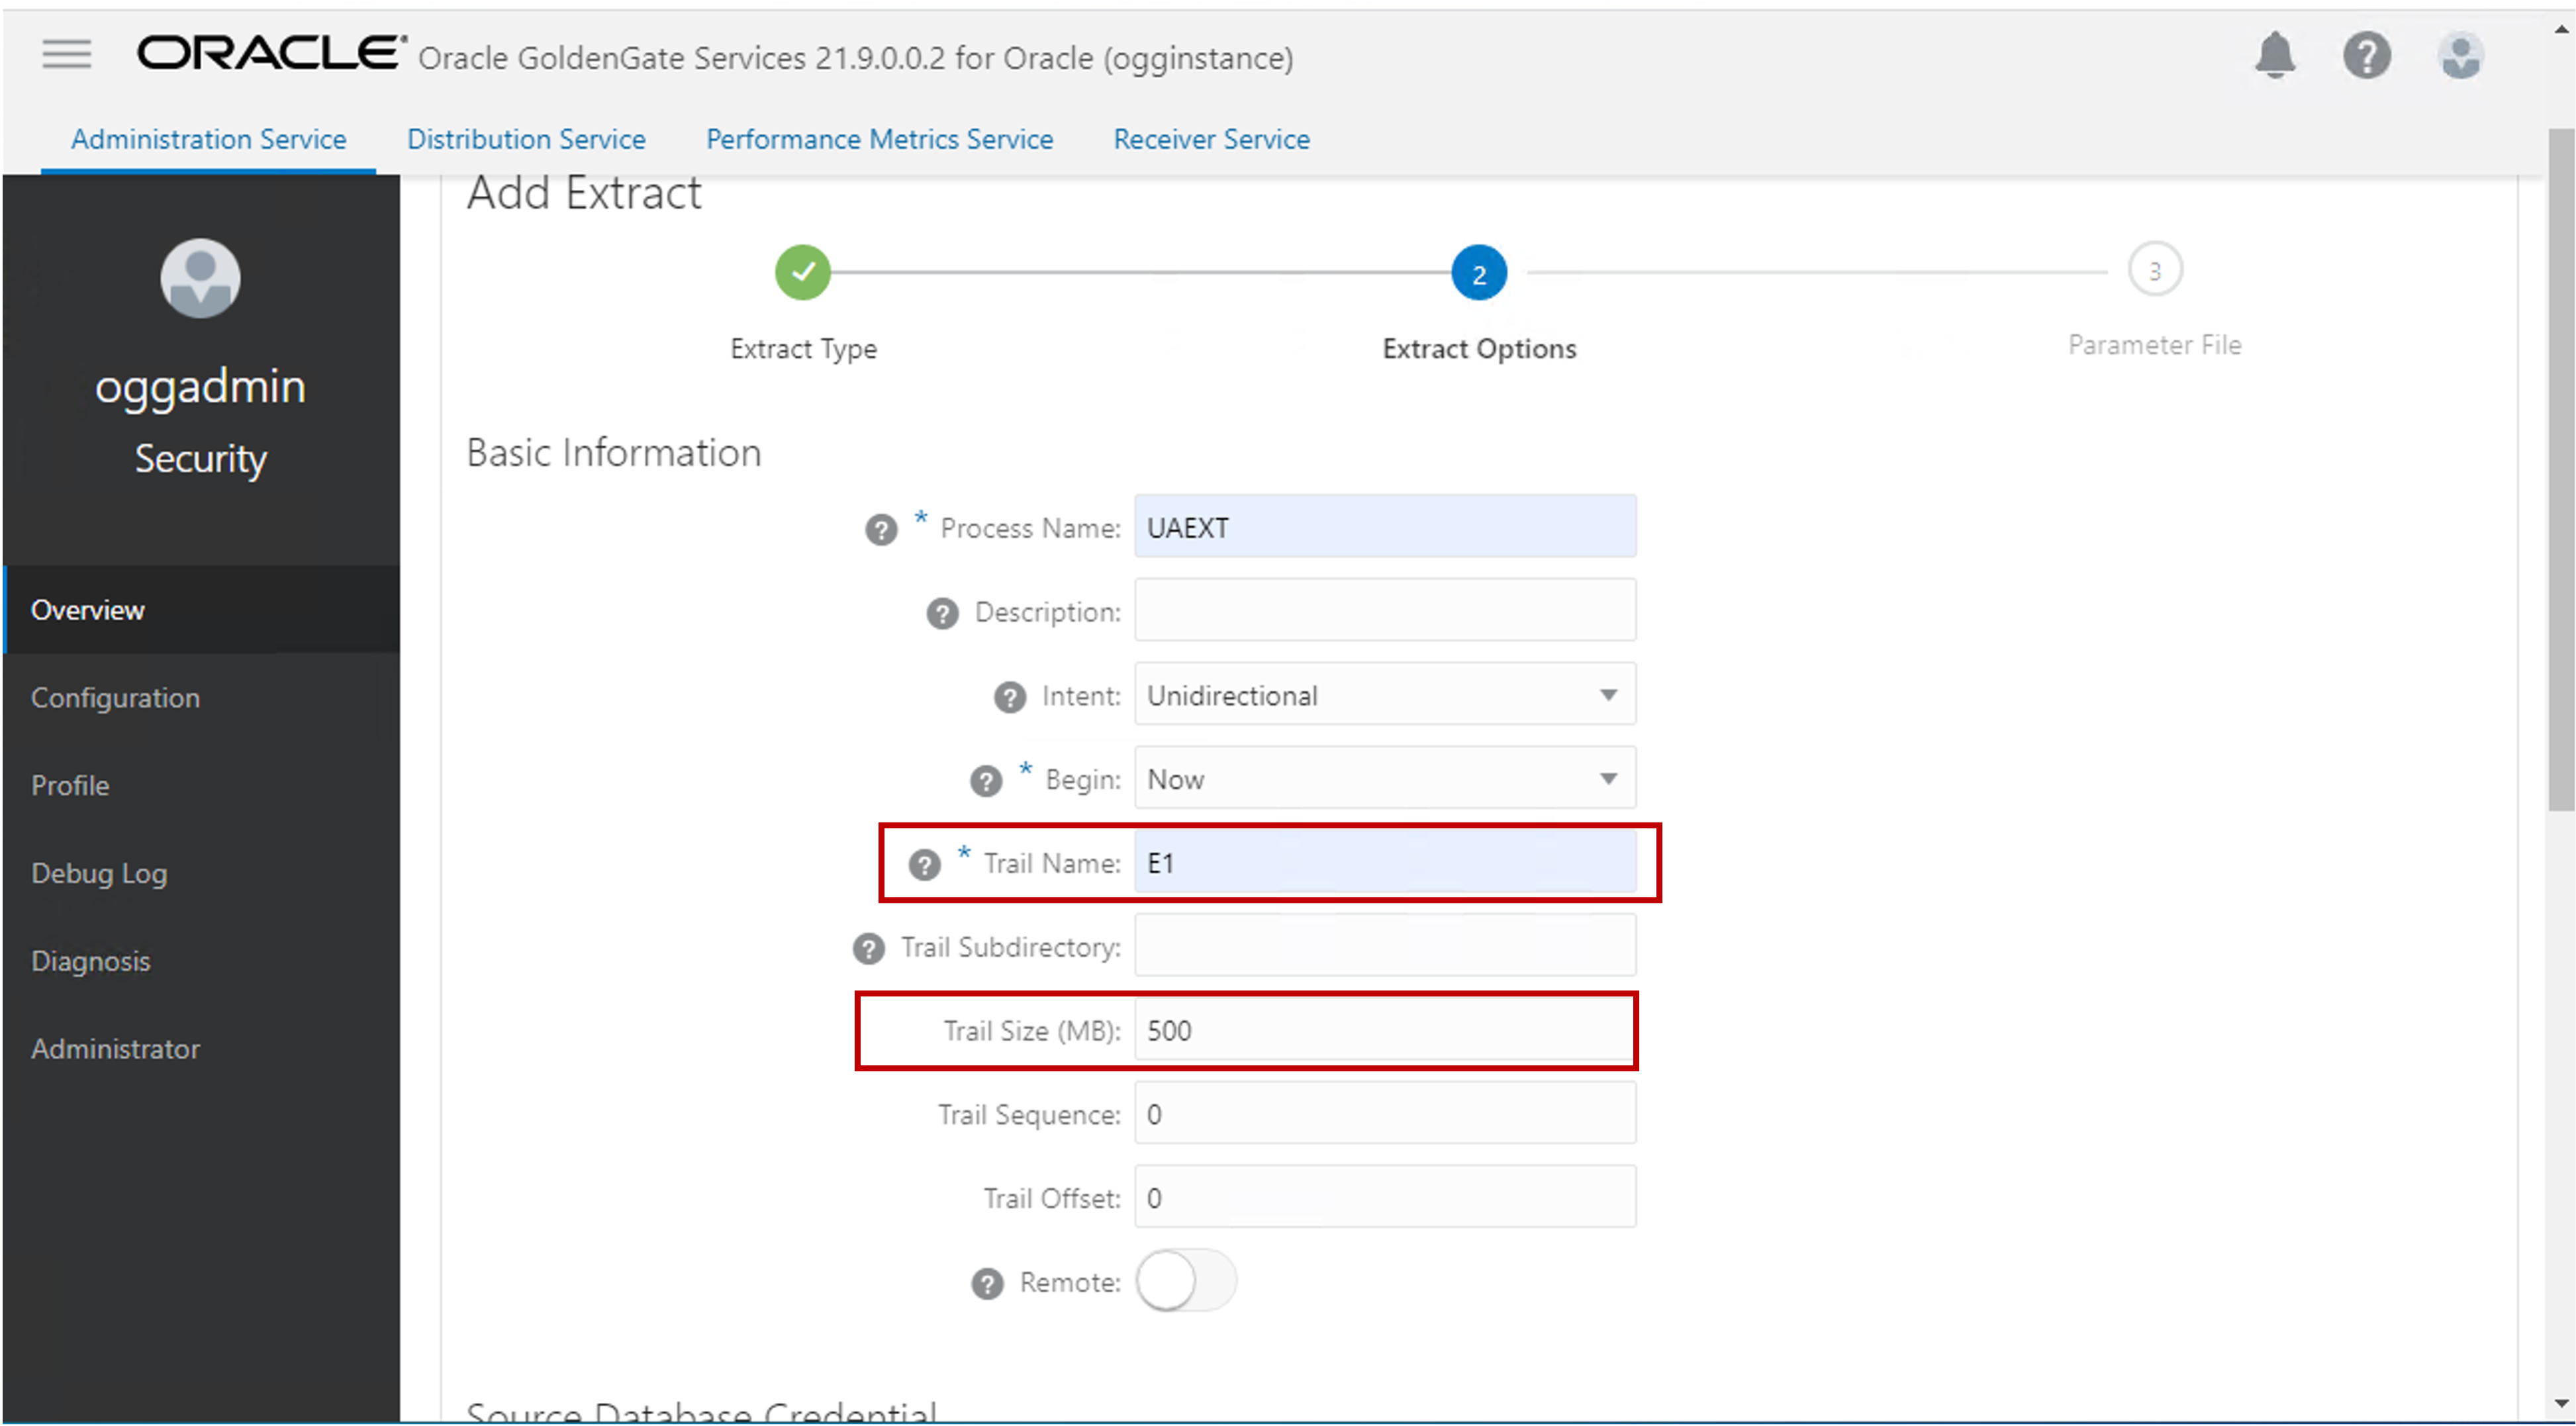 ORACLE Oracle GoldenGate Services 21.9.0.0.2 for Oracle (ogginstance)
Administration Service Distribution Service Performance Metrics Service Receiver Service
oggadmin
Security
Overview
Configuration
Profile
Debug Log
Diagnosis
Administrator
Add Extract
2
3
Extract Type
Extract Options
Parameter File
Basic Information
* Process Name: UAEXT
Description:
Intent: Unidirectional
* Begin: Now
* Trail Name: E1
Trail Subdirectory:
Trail Size (MB): 500
Trail Sequence: 0
Trail Offset: 0
Remote:
Source Database Credential